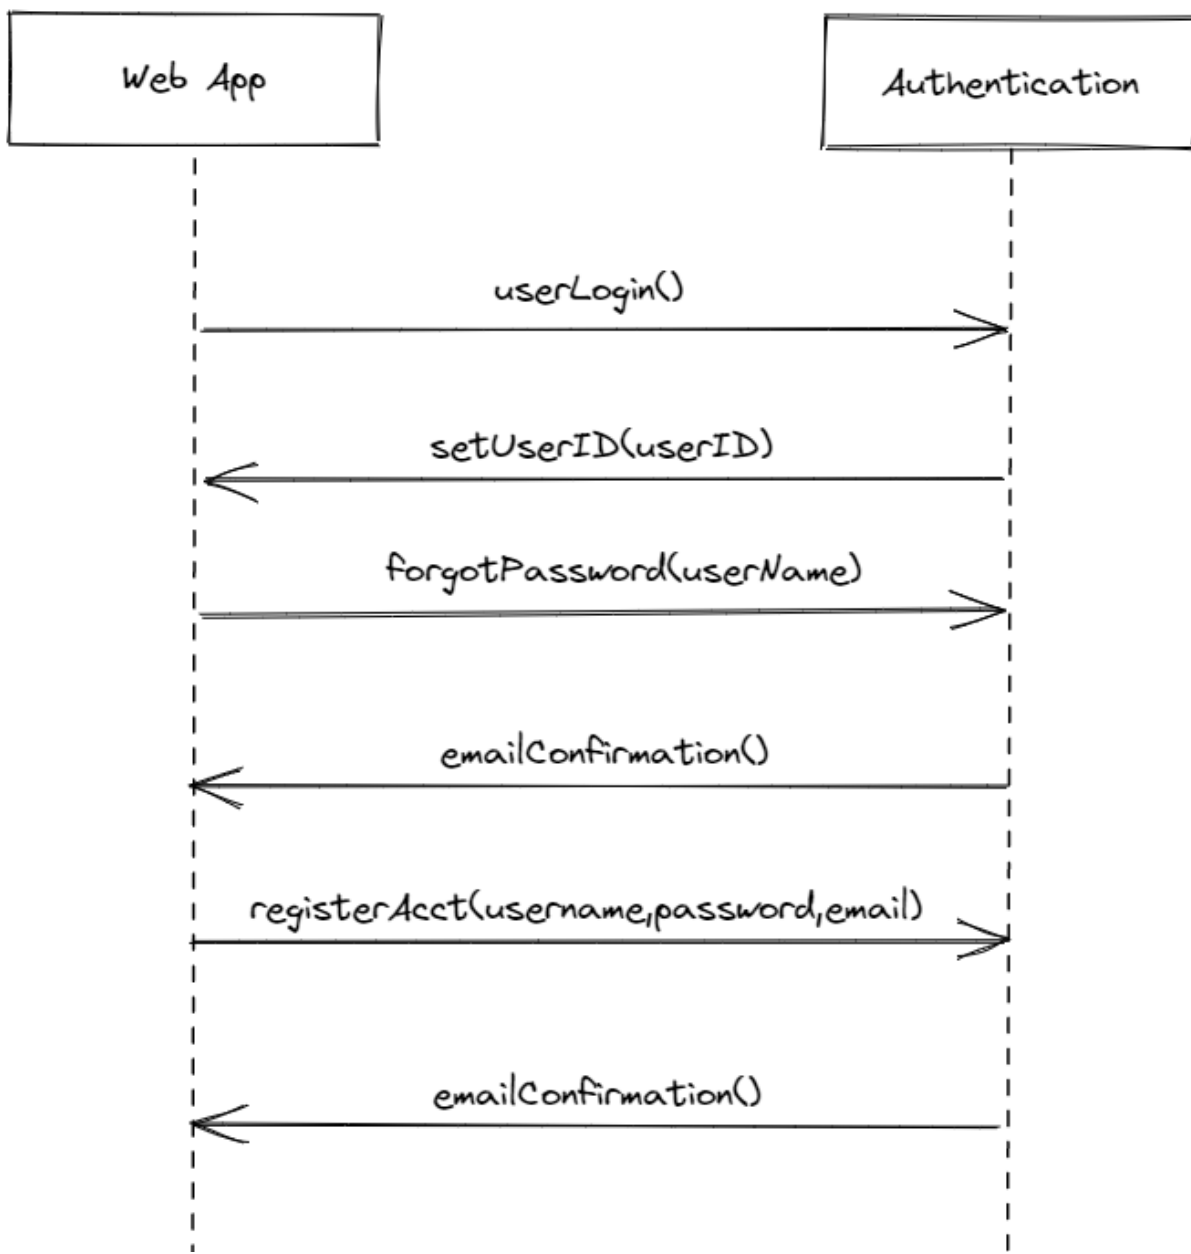 Web App
Authentication
userLogin()
setUserID(userID)
forgotPassword(userName)
emailConfirmation()
registerAcct(username,password,email)
emailConfirmation()